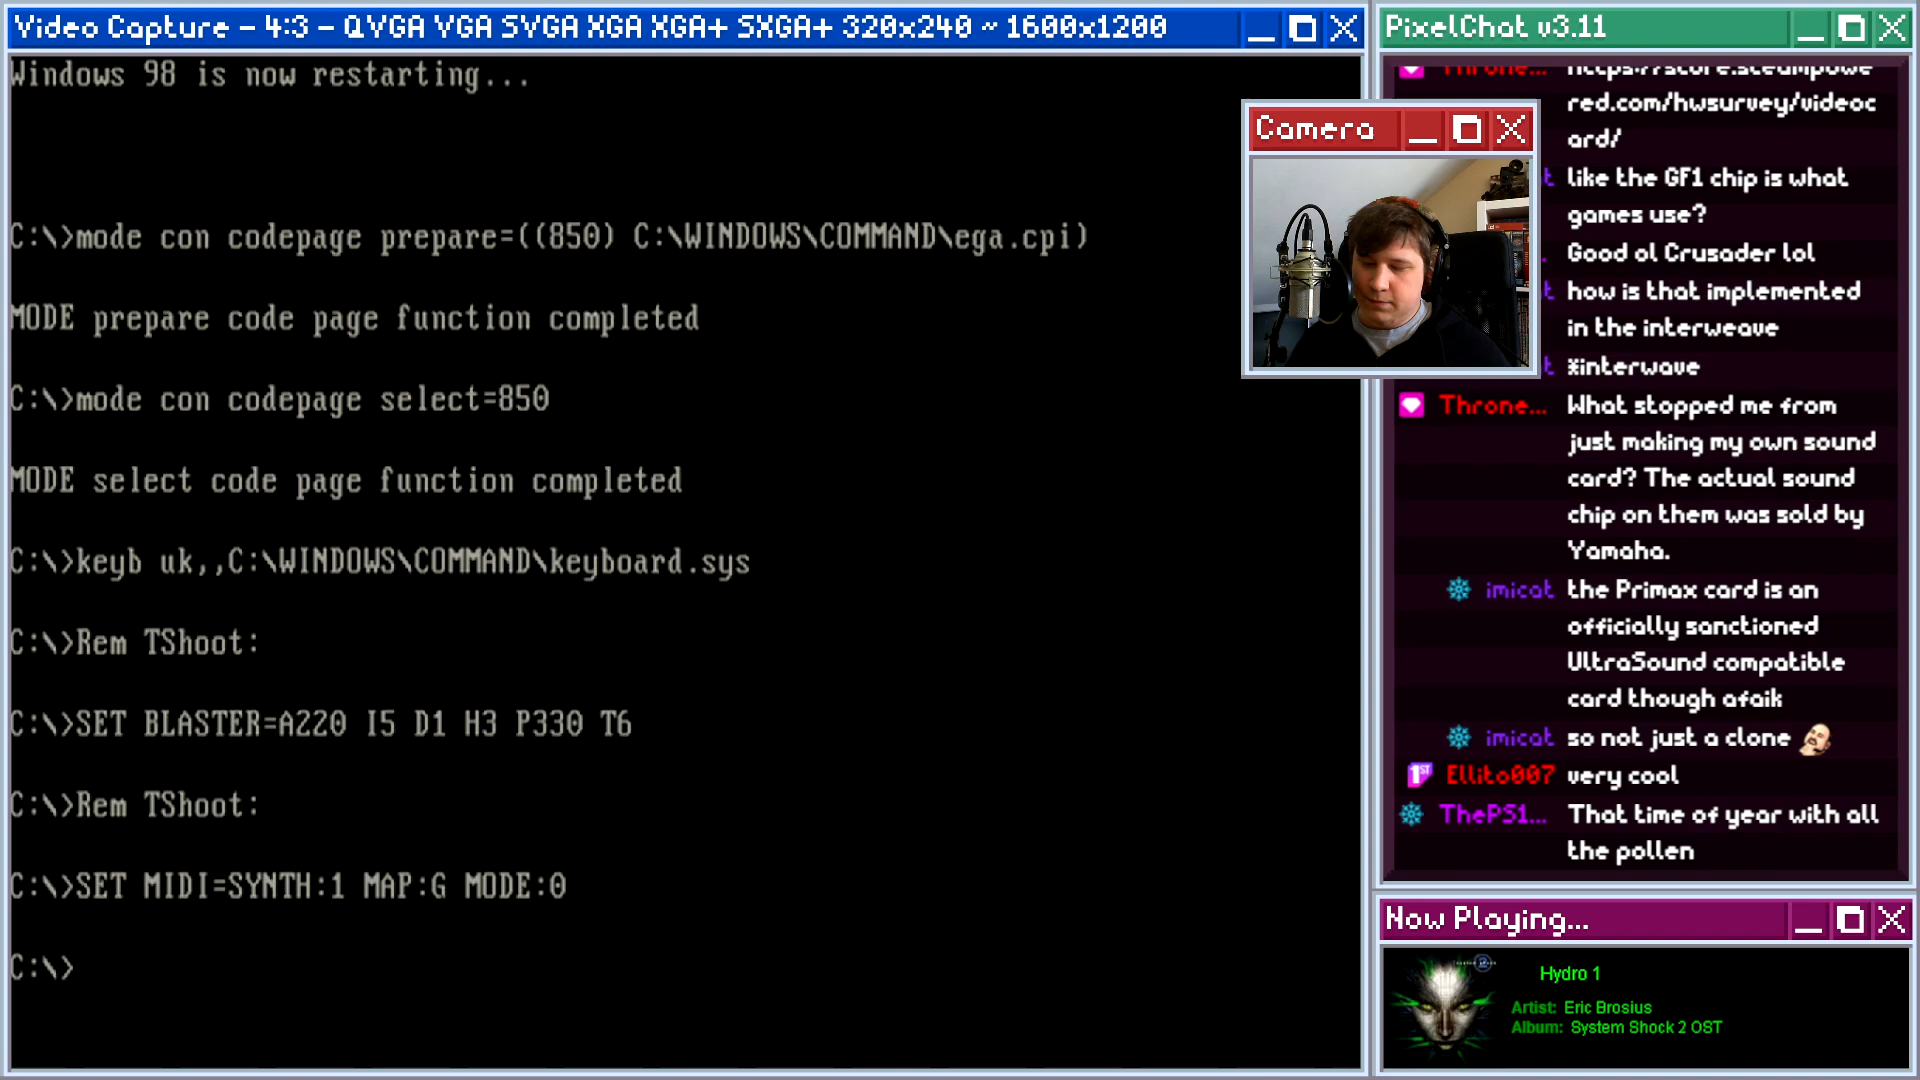 Video Capture - 4:3 - QVGA VGA SVGA XGA XGA+ SXGA+ 320x240 ~ 1600x1200
Windows 98 is now restarting...
C:\>mode con codepage prepare=((850) C:\WINDOWS\COMMAND\ega.cpi)
MODE prepare code page function completed
C:\>mode con codepage select=850
MODE select code page function completed
C:\>keyb uk,,C:\WINDOWS\COMMAND\keyboard.sys
C:\>Rem TShoot:
C:\>SET BLASTER=A220 I5 D1 H3 P330 T6
C:\>Rem TShoot:
C:\>SET MIDI=SYNTH:1 MAP:G MODE:0
C:\>
Camera
PixelChat v3.11
Throne... https://store.steampowe
red.com/hwsurvey/videoc
ard/
t like the GF1 chip is what
games use?
Good ol Crusader lol
t how is that implemented
in the interweave
t *interwave
Throne... What stopped me from
just making my own sound
card? The actual sound
chip on them was sold by
Yamaha.
imicat the Primax card is an
officially sanctioned
UltraSound compatible
card though afaik
imicat so not just a clone
1ST Ellito007 very cool
ThePS1... That time of year with all
the pollen
Now Playing...
Hydro 1
Artist: Eric Brosius
Album: System Shock 2 OST